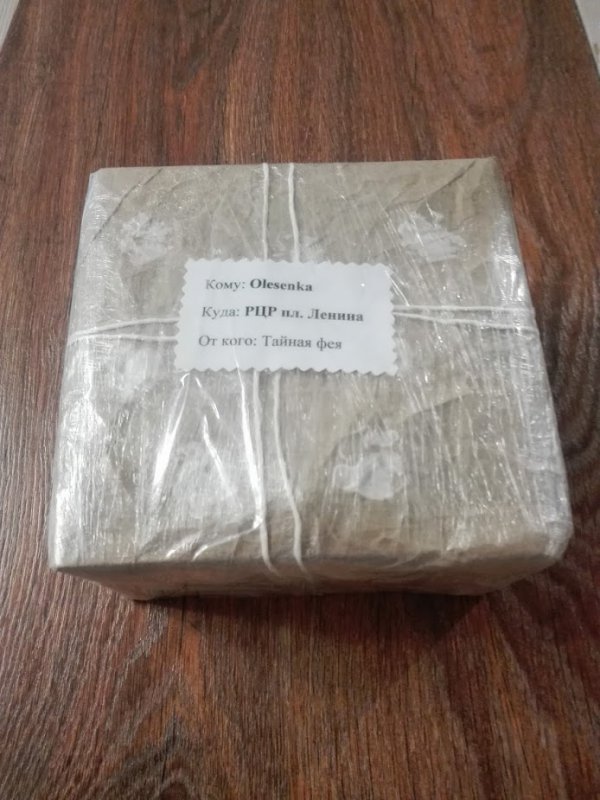 Кому: Olesenka
Куда: РЦР пл. Ленина
От кого: Тайная фея